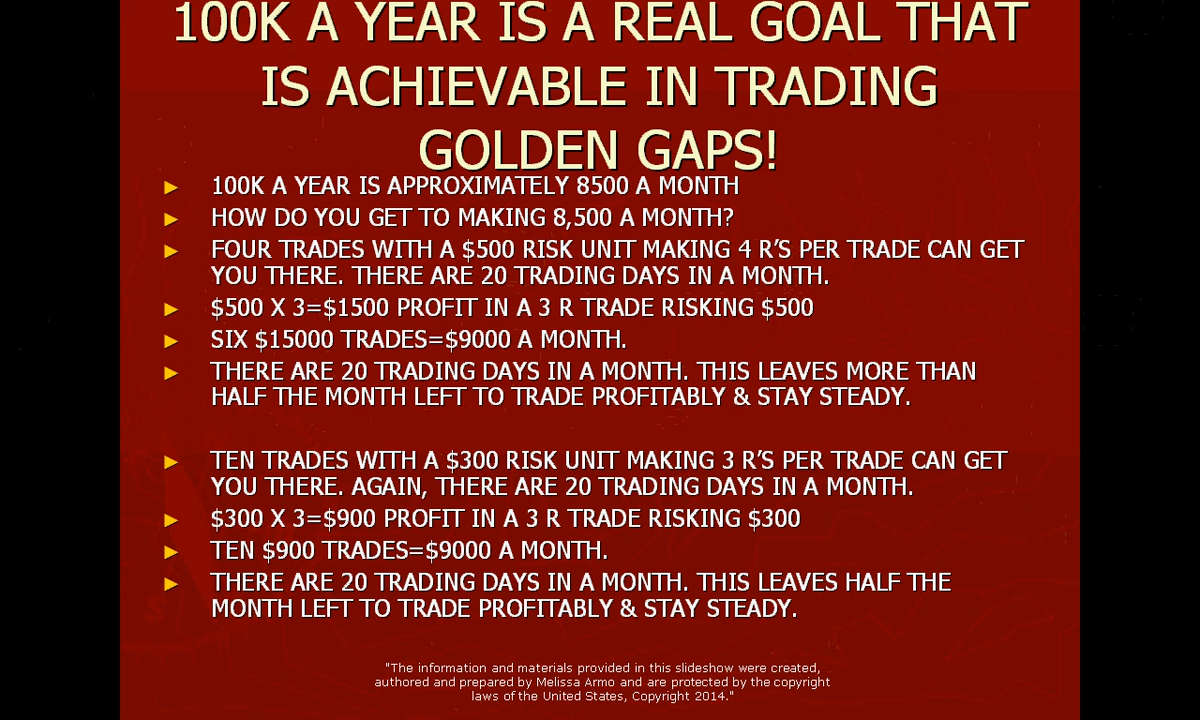 100K A YEAR IS A REAL GOAL THAT
IS ACHIEVABLE IN TRADING
GOLDEN GAPS!
► 100K A YEAR IS APPROXIMATELY 8500 A MONTH
► HOW DO YOU GET TO MAKING 8,500 A MONTH?
► FOUR TRADES WITH A $500 RISK UNIT MAKING 4 R'S PER TRADE CAN GET
YOU THERE. THERE ARE 20 TRADING DAYS IN A MONTH.
► $500 X 3=$1500 PROFIT IN A 3 R TRADE RISKING $500
► SIX $15000 TRADES=$9000 A MONTH.
► THERE ARE 20 TRADING DAYS IN A MONTH. THIS LEAVES MORE THAN
HALF THE MONTH LEFT TO TRADE PROFITABLY & STAY STEADY.
► TEN TRADES WITH A $300 RISK UNIT MAKING 3 R'S PER TRADE CAN GET
YOU THERE. AGAIN, THERE ARE 20 TRADING DAYS IN A MONTH.
► $300 X 3=$900 PROFIT IN A 3 R TRADE RISKING $300
► TEN $900 TRADES=$9000 A MONTH.
► THERE ARE 20 TRADING DAYS IN A MONTH. THIS LEAVES HALF THE
MONTH LEFT TO TRADE PROFITABLY & STAY STEADY.
"The information and materials provided in this slideshow were created,
authored and prepared by Melissa Armo and are protected by the copyright
laws of the United States, Copyright 2014."